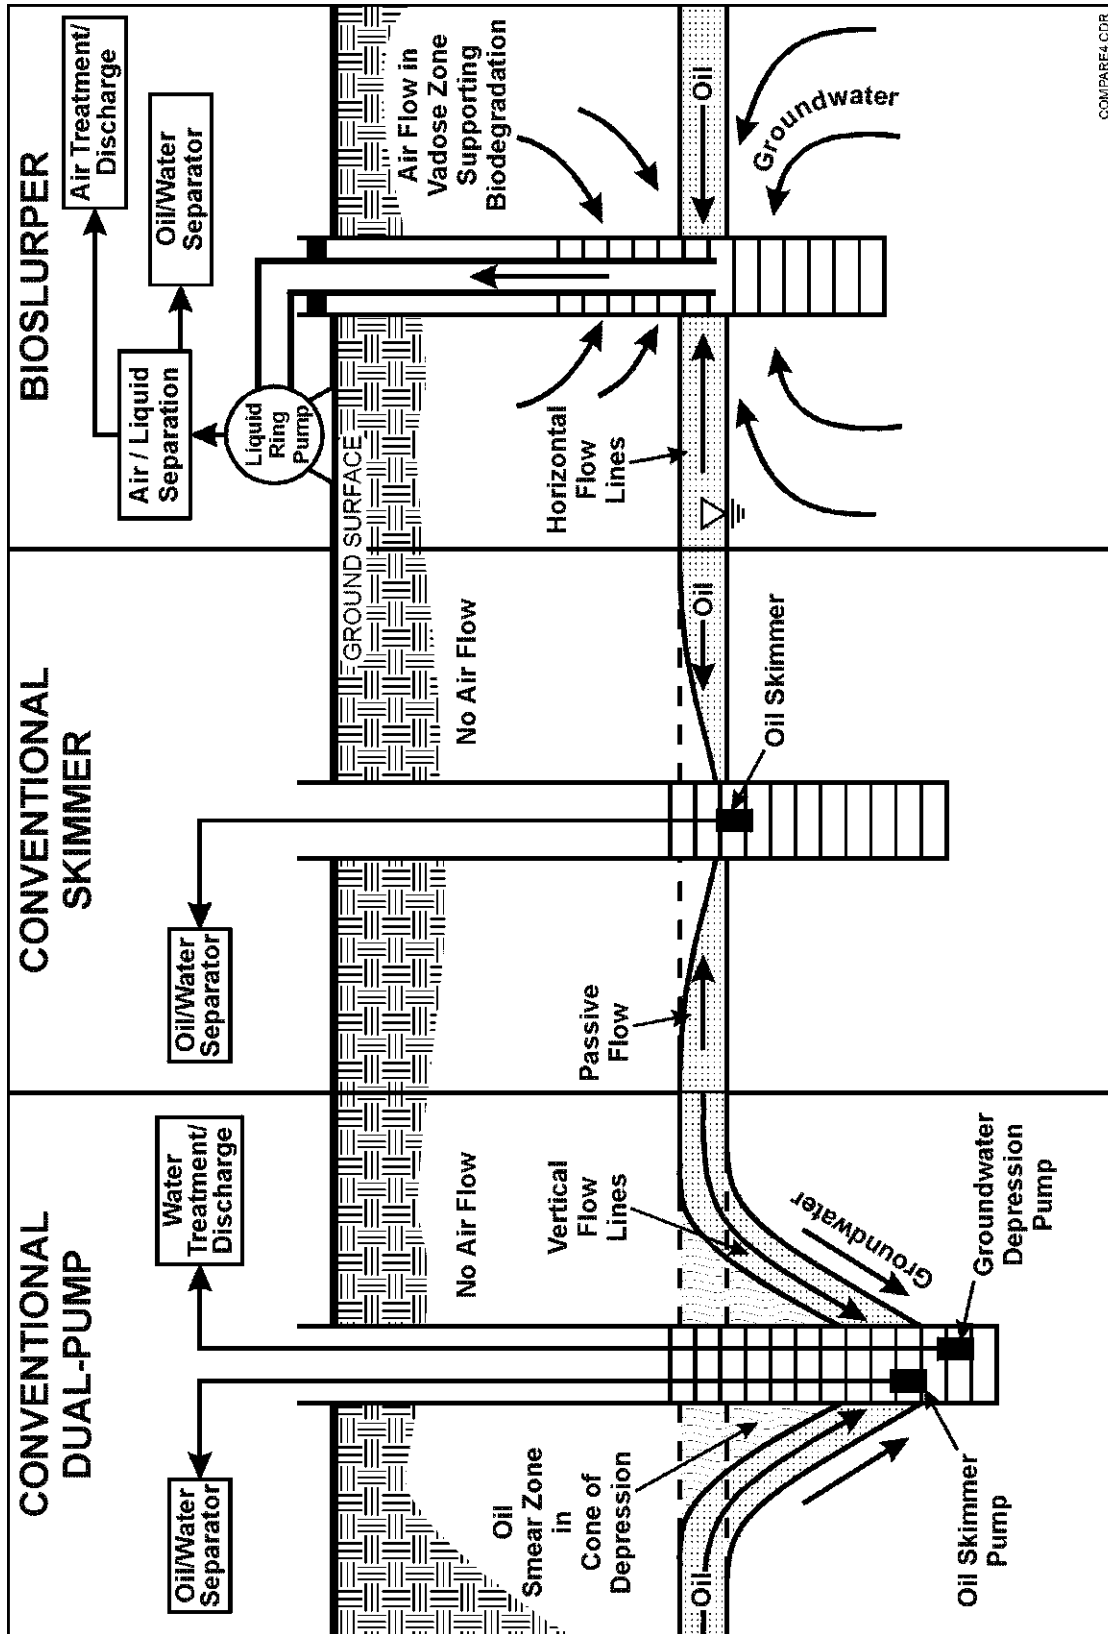 CONVENTIONAL
DUAL-PUMP
Oil/Water
Separator
Water
Treatment/
Discharge
No Air Flow
Oil
Smear Zone
in
Cone of
Depression
Vertical
Flow
Lines
Oil
Groundwater
Oil Skimmer
Pump
Groundwater
Depression
Pump
CONVENTIONAL
SKIMMER
Oil/Water
Separator
GROUND SURFACE
No Air Flow
Passive
Flow
Oil
Oil Skimmer
BIOSLURPER
Air Treatment/
Discharge
Air / Liquid
Separation
Oil/Water
Separator
Liquid
Ring
Pump
Air Flow in
Vadose Zone
Supporting
Biodegradation
Horizontal
Flow
Lines
Oil
Groundwater
COMPARE4.CDR